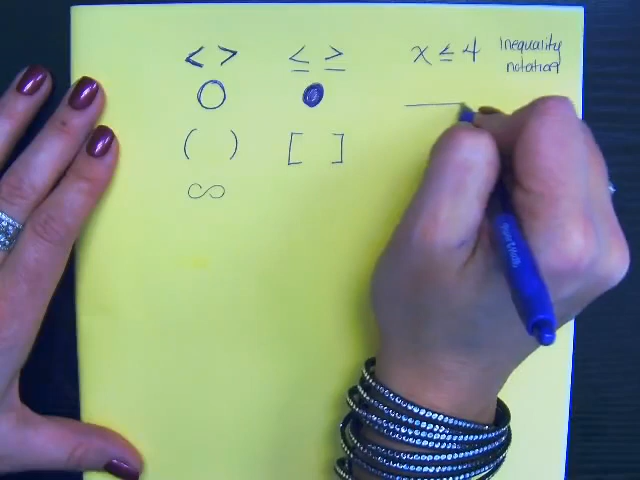 < > ≤ ≥ x ≤ 4 Inequality
notation
( ) [ ]
∞